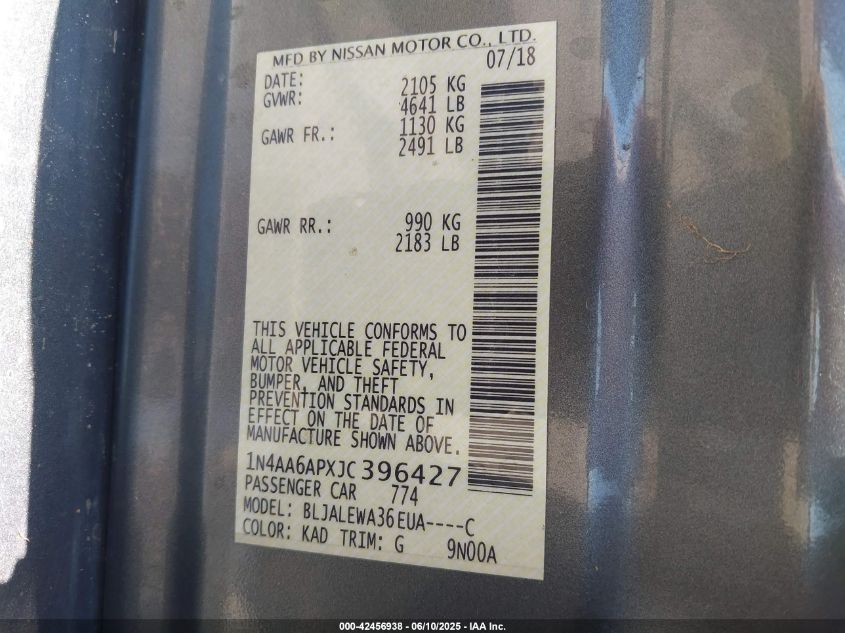 MFD BY NISSAN MOTOR CO., LTD.
DATE: 07/18
GVWR: 2105 KG
4641 LB
GAWR FR.: 1130 KG
2491 LB
GAWR RR.: 990 KG
2183 LB
THIS VEHICLE CONFORMS TO
ALL APPLICABLE FEDERAL
MOTOR VEHICLE SAFETY,
BUMPER, AND THEFT
PREVENTION STANDARDS IN
EFFECT ON THE DATE OF
MANUFACTURE SHOWN ABOVE.
1N4AA6APXJC396427
PASSENGER CAR 774
MODEL: BLJALEWA36EUA----C
COLOR: KAD TRIM: G 9N00A
000-42456938 - 06/10/2025 - IAA Inc.